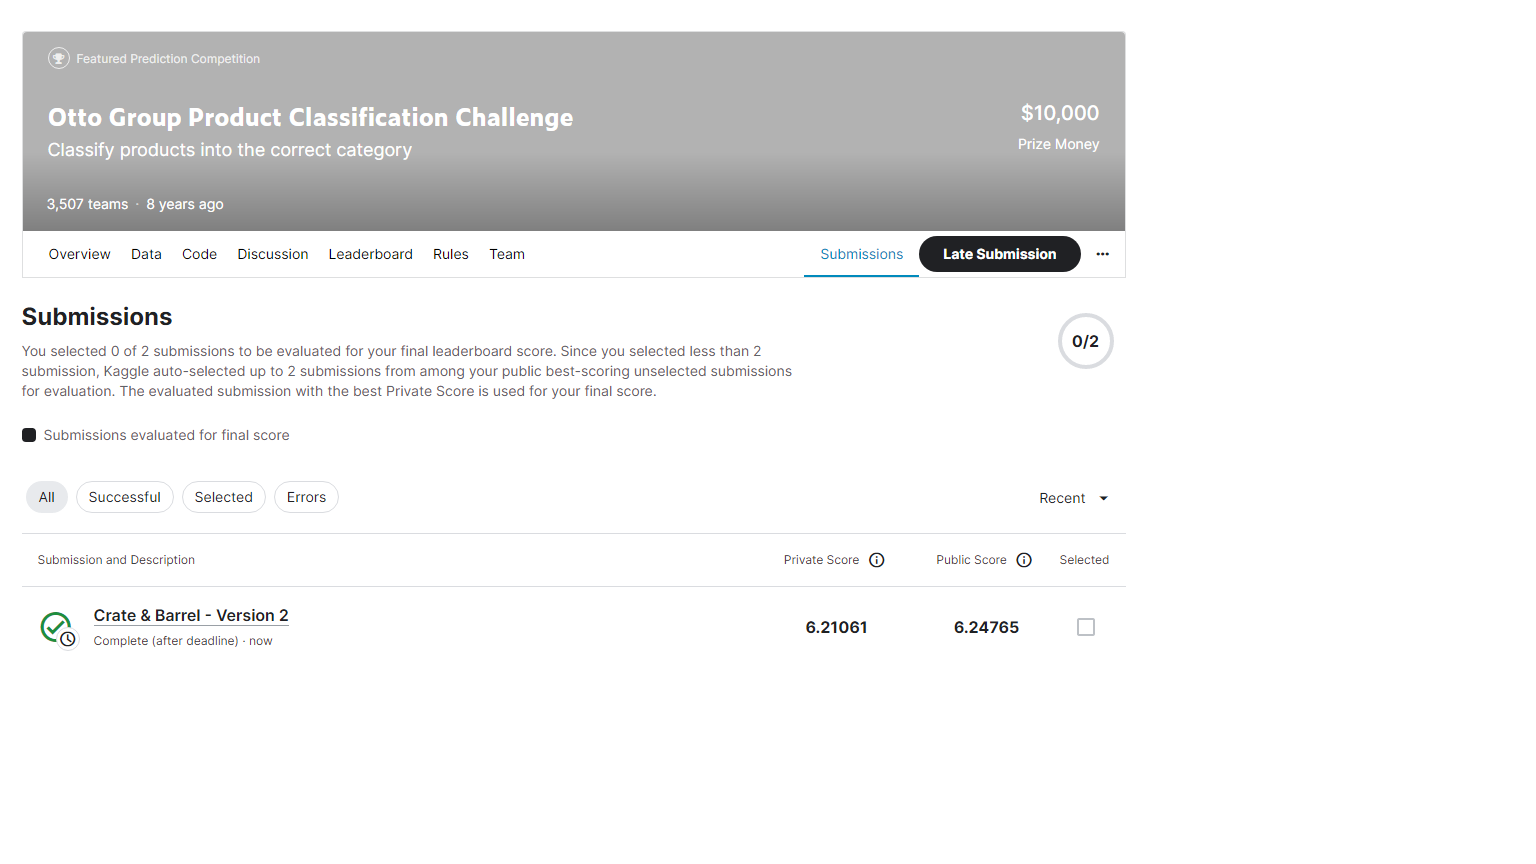 Featured Prediction Competition
Otto Group Product Classification Challenge
Classify products into the correct category
$10,000
Prize Money
3,507 teams · 8 years ago
Overview Data Code Discussion Leaderboard Rules Team Submissions Late Submission ...
Submissions
You selected 0 of 2 submissions to be evaluated for your final leaderboard score. Since you selected less than 2
submission, Kaggle auto-selected up to 2 submissions from among your public best-scoring unselected submissions
for evaluation. The evaluated submission with the best Private Score is used for your final score.
0/2
Submissions evaluated for final score
All Successful Selected Errors Recent
Submission and Description Private Score Public Score Selected
Crate & Barrel - Version 2 6.21061 6.24765
Complete (after deadline) · now